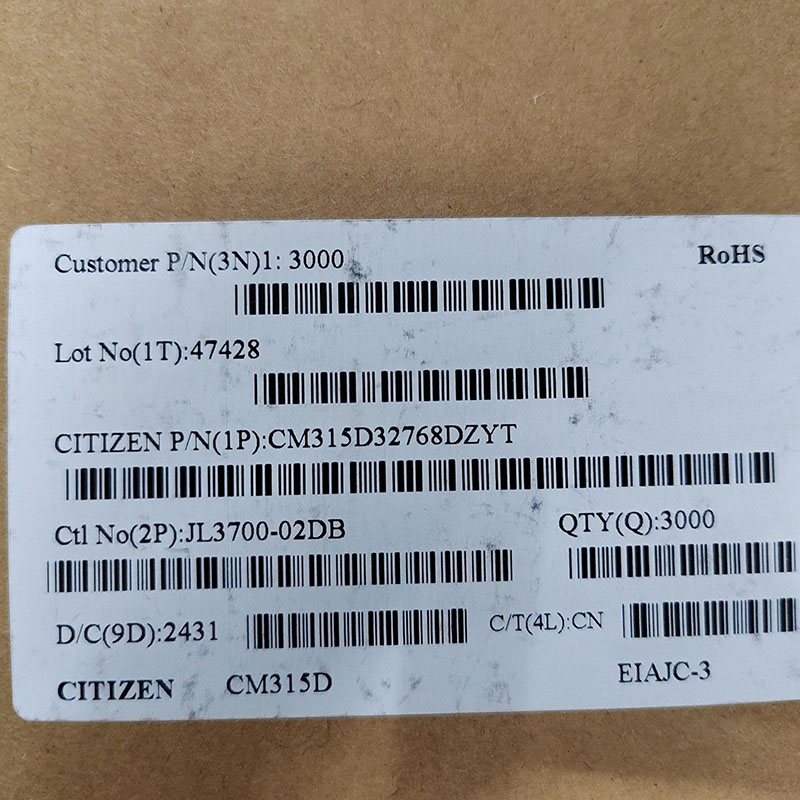 Customer P/N(3N)1: 3000
RoHS
Lot No(1T):47428
CITIZEN P/N(1P):CM315D32768DZYT
Ctl No(2P):JL3700-02DB
QTY(Q):3000
D/C(9D):2431
C/T(4L):CN
CITIZEN
CM315D
EIAJC-3